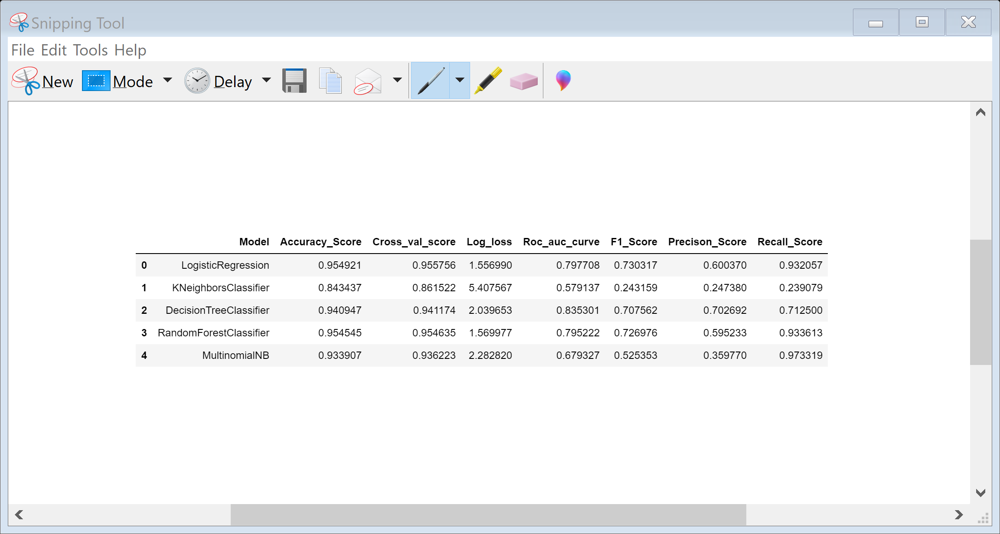 Snipping Tool
File Edit Tools Help
New Mode Delay
Model Accuracy_Score Cross_val_score Log_loss Roc_auc_curve F1_Score Precison_Score Recall_Score
0 LogisticRegression 0.954921 0.955756 1.556990 0.797708 0.730317 0.600370 0.932057
1 KNeighborsClassifier 0.843437 0.861522 5.407567 0.579137 0.243159 0.247380 0.239079
2 DecisionTreeClassifier 0.940947 0.941174 2.039653 0.835301 0.707562 0.702692 0.712500
3 RandomForestClassifier 0.954545 0.954635 1.569977 0.795222 0.726976 0.595233 0.933613
4 MultinomialNB 0.933907 0.936223 2.282820 0.679327 0.525353 0.359770 0.973319